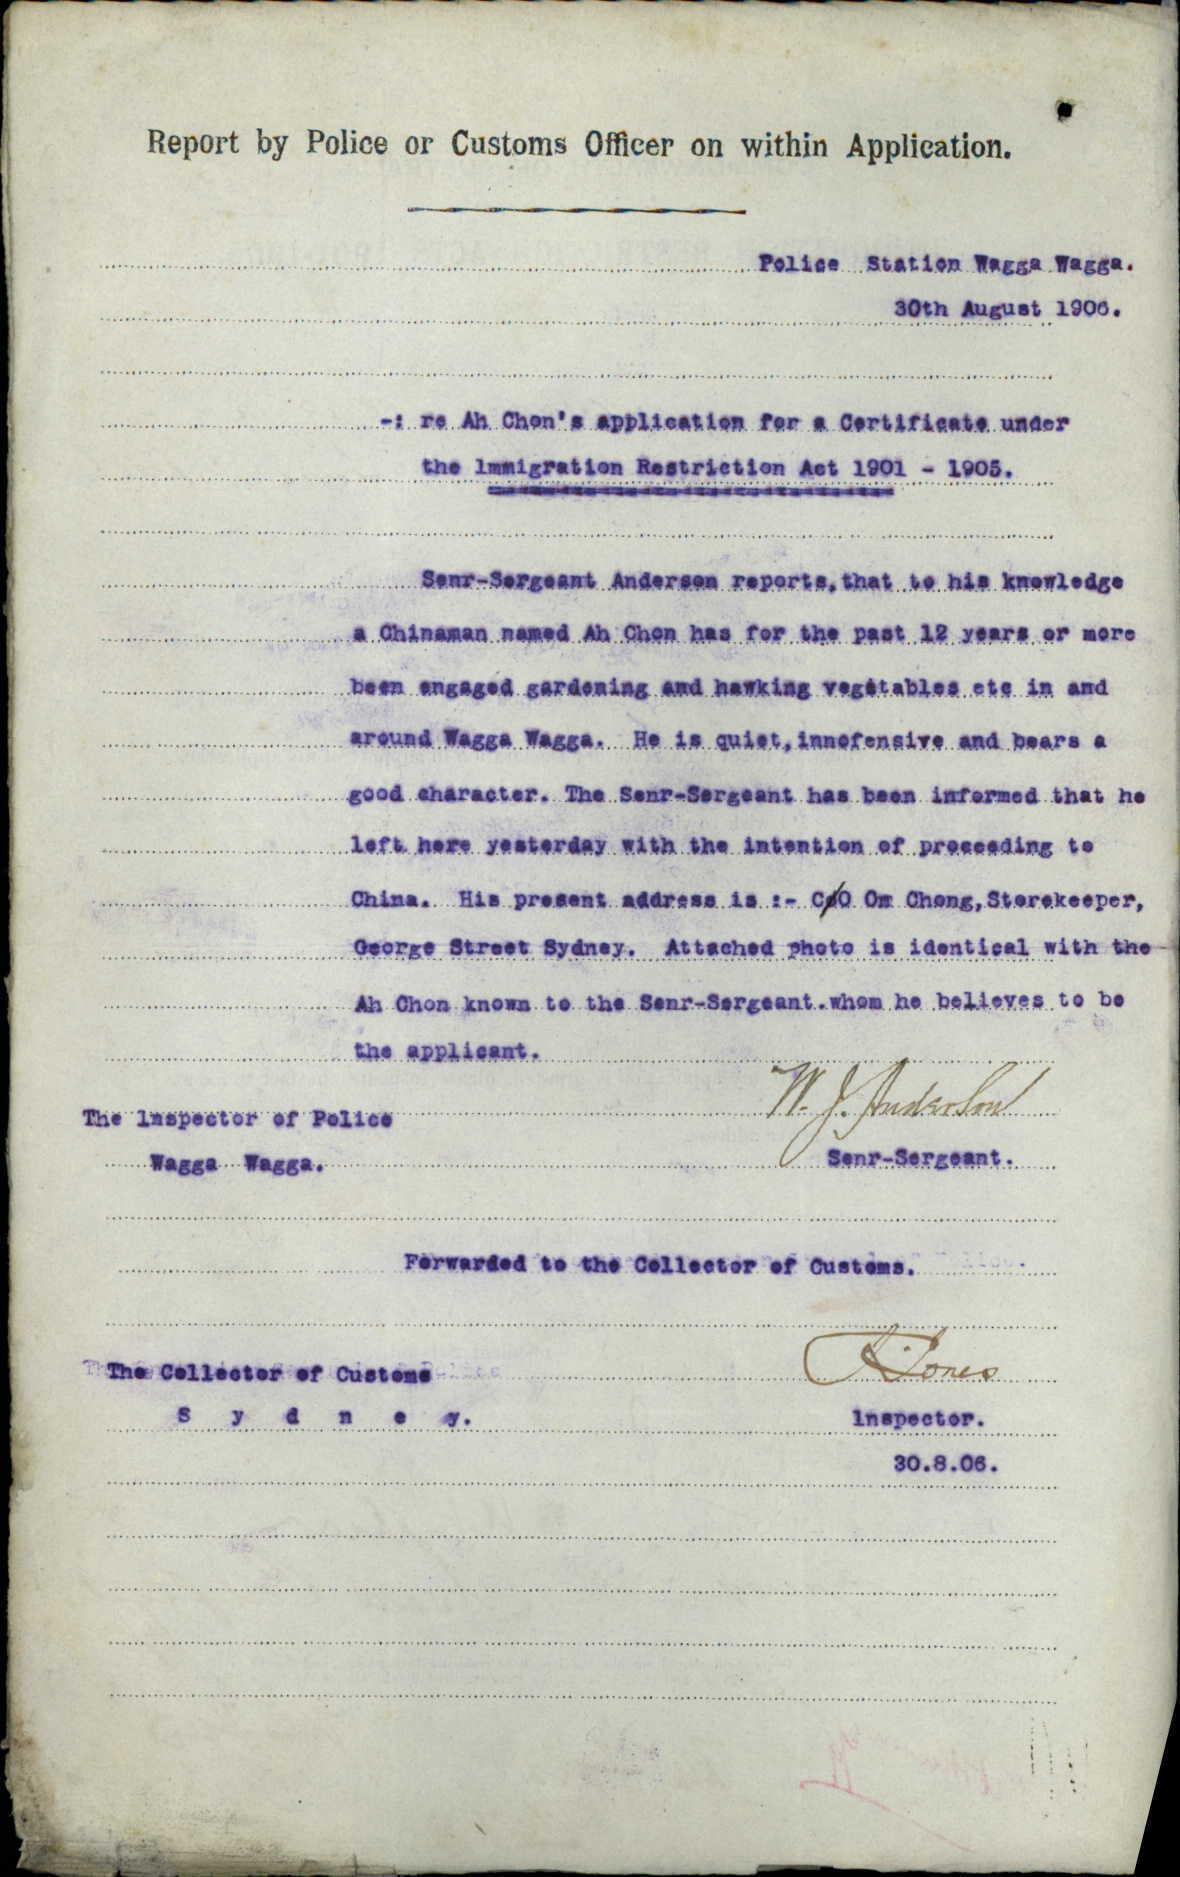 Report by Police or Customs Officer on within Application.
Police Station Wagga Wagga.
30th August 1906.
-: re Ah Chon's application for a Certificate under
the lmmigration Restriction Act 1901 - 1905.
Senr-Sergeant Anderson reports, that to his knowledge
a Chinaman named Ah Chon has for the past 12 years or more
been engaged gardening and hawking vegetables etc in and
around Wagga Wagga. He is quiet, innofensive and bears a
good character. The Senr-Sergeant has been informed that he
left here yesterday with the intention of proceeding to
China. His present address is :- C/O On Chong, Storekeeper,
George Street Sydney. Attached photo is identical with the
Ah Chon known to the Senr-Sergeant.whom he believes to be
the applicant.
W. J. Anderson
The lnspector of Police
Wagga Wagga.
Senr-Sergeant.
Forwarded to the Collector of Customs.
The Collector of Customs
Jones
S y d n e y.
lnspector.
30.8.06.